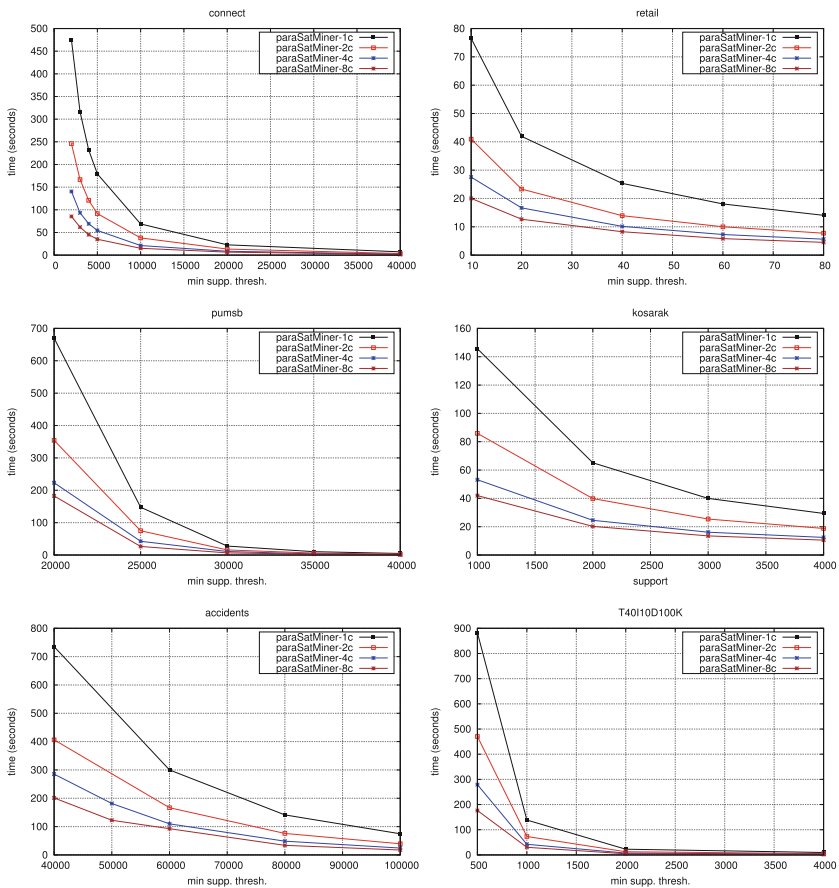 connect
time (seconds)
500
450
400
350
300
250
200
150
100
50
0
0 5000 10000 15000 20000 25000 30000 35000 40000
min supp. thresh.
paraSatMiner-1c
paraSatMiner-2c
paraSatMiner-4c
paraSatMiner-8c
retail
time (seconds)
80
70
60
50
40
30
20
10
0
10 20 30 40 50 60 70 80
min supp. thresh.
paraSatMiner-1c
paraSatMiner-2c
paraSatMiner-4c
paraSatMiner-8c
pumsb
time (seconds)
700
600
500
400
300
200
100
0
20000 25000 30000 35000 40000
min supp. thresh.
paraSatMiner-1c
paraSatMiner-2c
paraSatMiner-4c
paraSatMiner-8c
kosarak
time (seconds)
160
140
120
100
80
60
40
20
0
1000 1500 2000 2500 3000 3500 4000
support
paraSatMiner-1c
paraSatMiner-2c
paraSatMiner-4c
paraSatMiner-8c
accidents
time (seconds)
800
700
600
500
400
300
200
100
0
40000 50000 60000 70000 80000 90000 100000
min supp. thresh.
paraSatMiner-1c
paraSatMiner-2c
paraSatMiner-4c
paraSatMiner-8c
T40I10D100K
time (seconds)
900
800
700
600
500
400
300
200
100
0
500 1000 1500 2000 2500 3000 3500 4000
min supp. thresh.
paraSatMiner-1c
paraSatMiner-2c
paraSatMiner-4c
paraSatMiner-8c